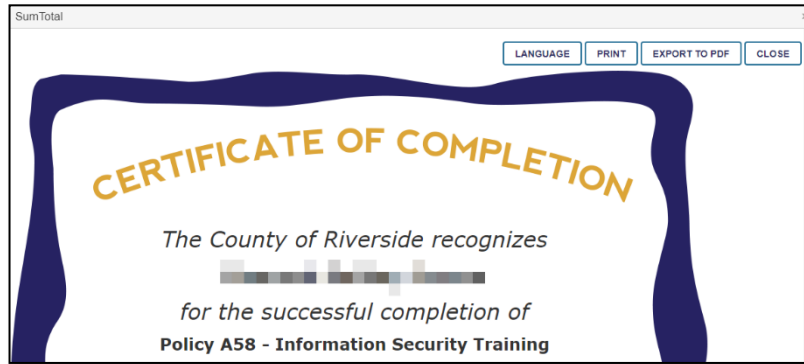 SumTotal
LANGUAGE PRINT EXPORT TO PDF CLOSE
CERTIFICATE OF COMPLETION
The County of Riverside recognizes
for the successful completion of
Policy A58 - Information Security Training